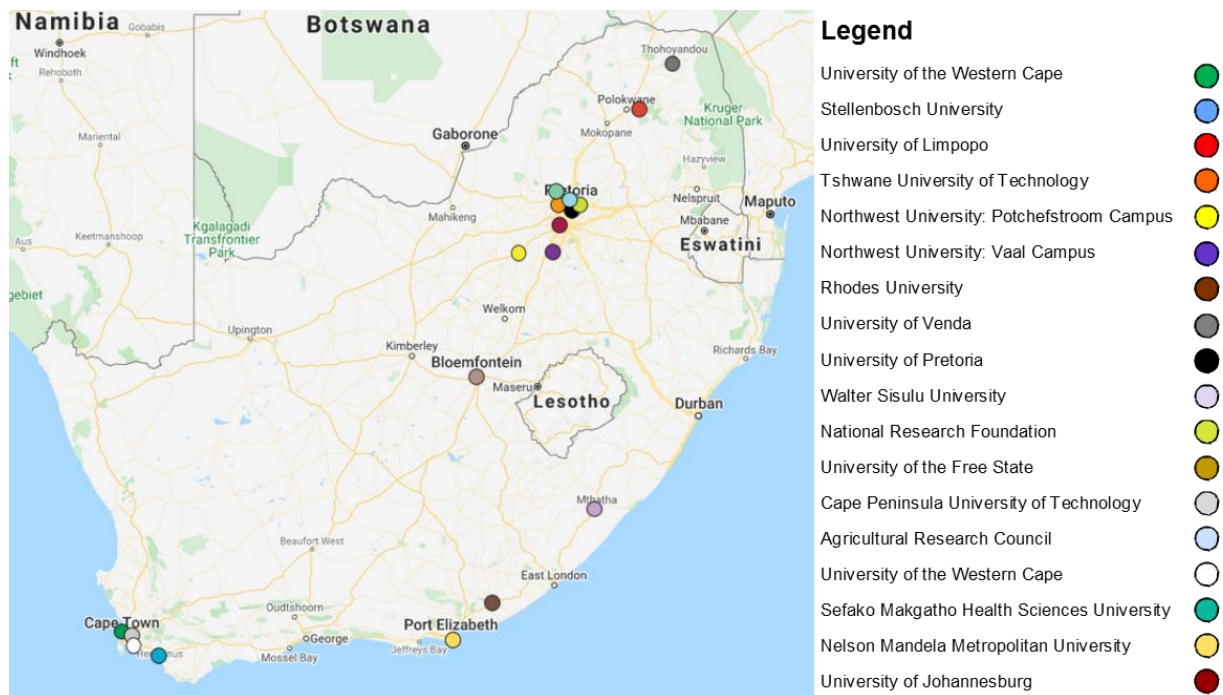 Namibia
Gobabis
Botswana
Windhoek
Rehoboth
Thohoyandou
Polokwane
Kruger
National Park
Mariental
Mokopane
Gaborone
Hazyview
Pretoria
Nelspruit
Maputo
Mahikeng
Mbabane
Kgalagadi
Transfrontier
Park
Aus
Keetmanshoop
Eswatini
gebiet
Welkom
Upington
Kimberley
Richards Bay
Bloemfontein
Maseru
Lesotho
Durban
Mthatha
Beaufort West
East London
Oudtshoorn
Cape Town
George
Port Elizabeth
Mossel Bay
Jeffreys Bay
Legend
University of the Western Cape
Stellenbosch University
University of Limpopo
Tshwane University of Technology
Northwest University: Potchefstroom Campus
Northwest University: Vaal Campus
Rhodes University
University of Venda
University of Pretoria
Walter Sisulu University
National Research Foundation
University of the Free State
Cape Peninsula University of Technology
Agricultural Research Council
University of the Western Cape
Sefako Makgatho Health Sciences University
Nelson Mandela Metropolitan University
University of Johannesburg